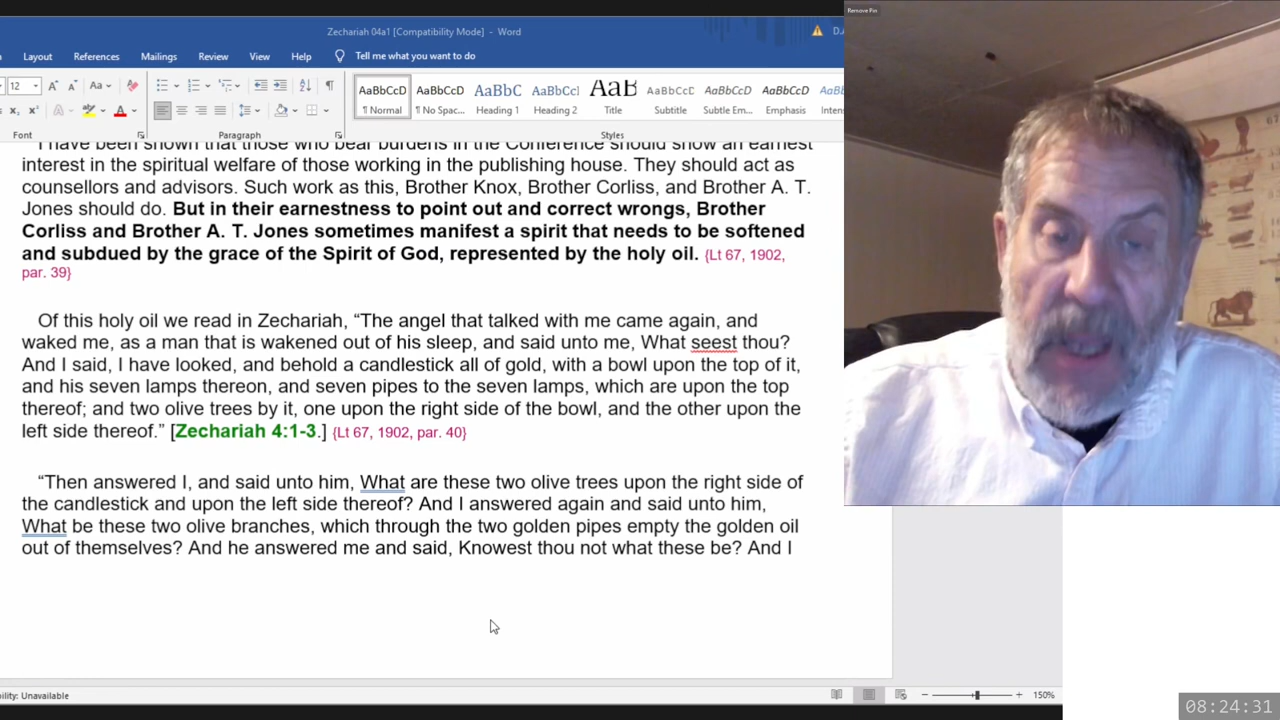 Remove Pin
Zechariah 04a1 [Compatibility Mode] - Word
Layout References Mailings Review View Help Tell me what you want to do
12 Aa
AaBbCcD AaBbCcD AaBbC AaBbCcl AaB AaBbCcD AaBbCcD AaBbCcD AaBb
¶ Normal ¶ No Spac... Heading 1 Heading 2 Title Subtitle Subtle Em... Emphasis
Font Paragraph Styles
I have been shown that those who bear burdens in the Conference should show an earnest
interest in the spiritual welfare of those working in the publishing house. They should act as
counsellors and advisors. Such work as this, Brother Knox, Brother Corliss, and Brother A. T.
Jones should do. But in their earnestness to point out and correct wrongs, Brother
Corliss and Brother A. T. Jones sometimes manifest a spirit that needs to be softened
and subdued by the grace of the Spirit of God, represented by the holy oil. {Lt 67, 1902,
par. 39}
Of this holy oil we read in Zechariah, “The angel that talked with me came again, and
waked me, as a man that is wakened out of his sleep, and said unto me, What seest thou?
And I said, I have looked, and behold a candlestick all of gold, with a bowl upon the top of it,
and his seven lamps thereon, and seven pipes to the seven lamps, which are upon the top
thereof; and two olive trees by it, one upon the right side of the bowl, and the other upon the
left side thereof.” [Zechariah 4:1-3.] {Lt 67, 1902, par. 40}
“Then answered I, and said unto him, What are these two olive trees upon the right side of
the candlestick and upon the left side thereof? And I answered again and said unto him,
What be these two olive branches, which through the two golden pipes empty the golden oil
out of themselves? And he answered me and said, Knowest thou not what these be? And I
Unavailable
150%
08:24:31